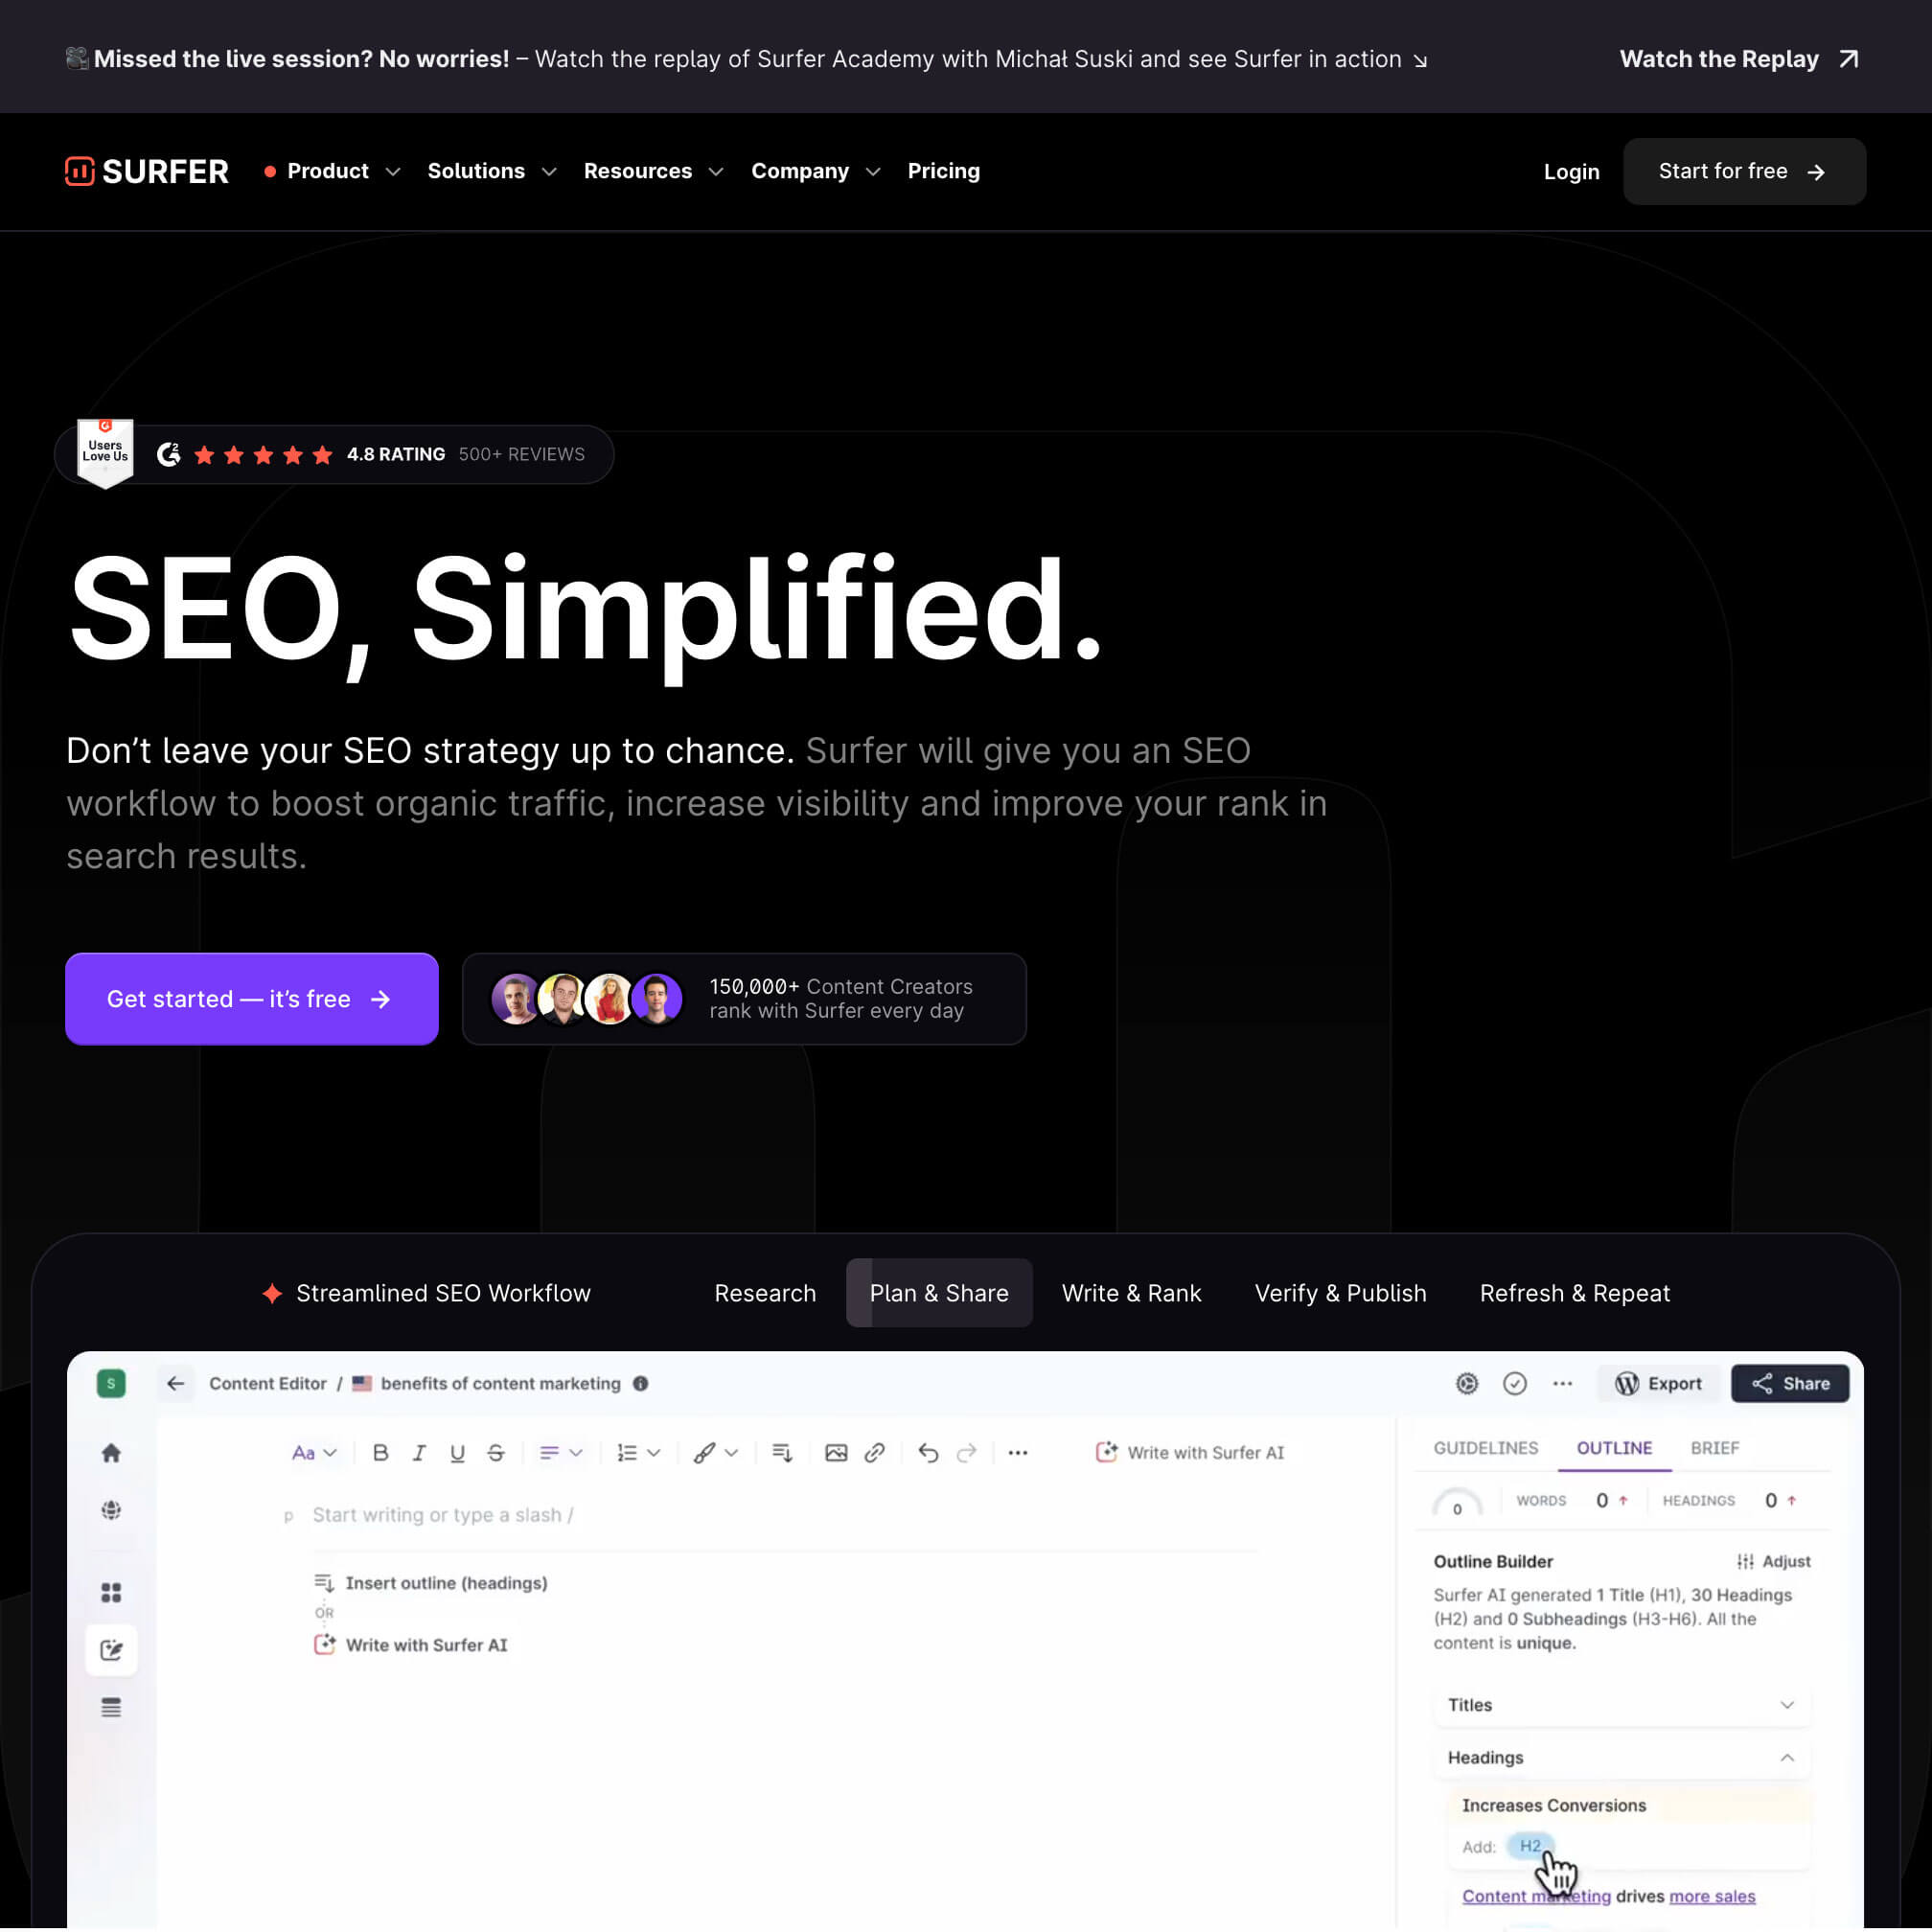 Missed the live session? No worries! – Watch the replay of Surfer Academy with Michał Suski and see Surfer in action ↘
Watch the Replay
SURFER
Product
Solutions
Resources
Company
Pricing
Login
Start for free
Users
Love Us
4.8 RATING 500+ REVIEWS
SEO, Simplified.
Don’t leave your SEO strategy up to chance. Surfer will give you an SEO
workflow to boost organic traffic, increase visibility and improve your rank in
search results.
Get started — it’s free
150,000+ Content Creators
rank with Surfer every day
Streamlined SEO Workflow
Research
Plan & Share
Write & Rank
Verify & Publish
Refresh & Repeat
S
Content Editor / benefits of content marketing
Export
Share
Aa
B
I
U
S
Write with Surfer AI
p
Start writing or type a slash /
Insert outline (headings)
OR
Write with Surfer AI
GUIDELINES
OUTLINE
BRIEF
0
WORDS 0 ↑
HEADINGS 0 ↑
Outline Builder
Adjust
Surfer AI generated 1 Title (H1), 30 Headings
(H2) and 0 Subheadings (H3-H6). All the
content is unique.
Titles
Headings
Increases Conversions
Add: H2
Content marketing drives more sales